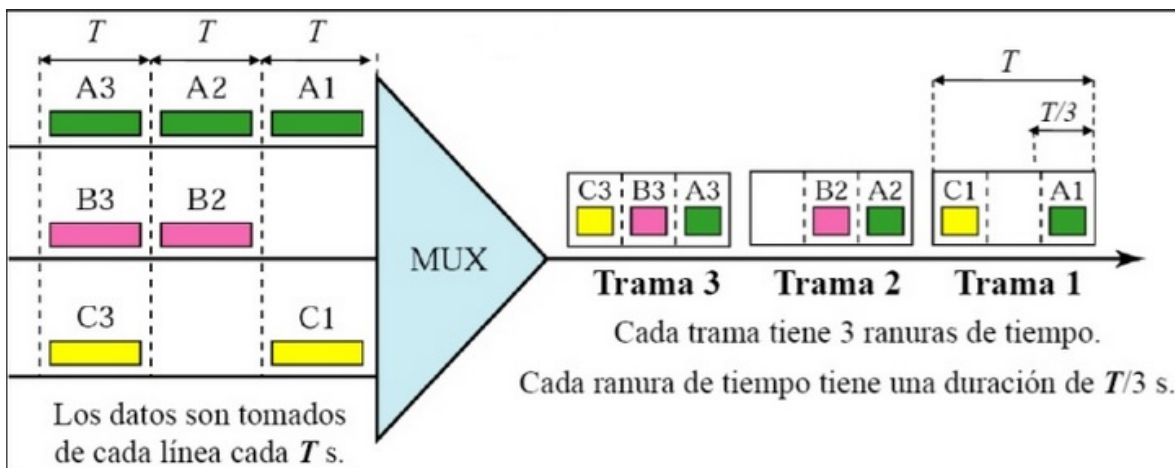 T T T
A3 A2 A1
B3 B2
C3 C1
Los datos son tomados
de cada línea cada T s.
MUX
T
T/3
C3 B3 A3
B2 A2
C1 A1
Trama 3 Trama 2 Trama 1
Cada trama tiene 3 ranuras de tiempo.
Cada ranura de tiempo tiene una duración de T/3 s.